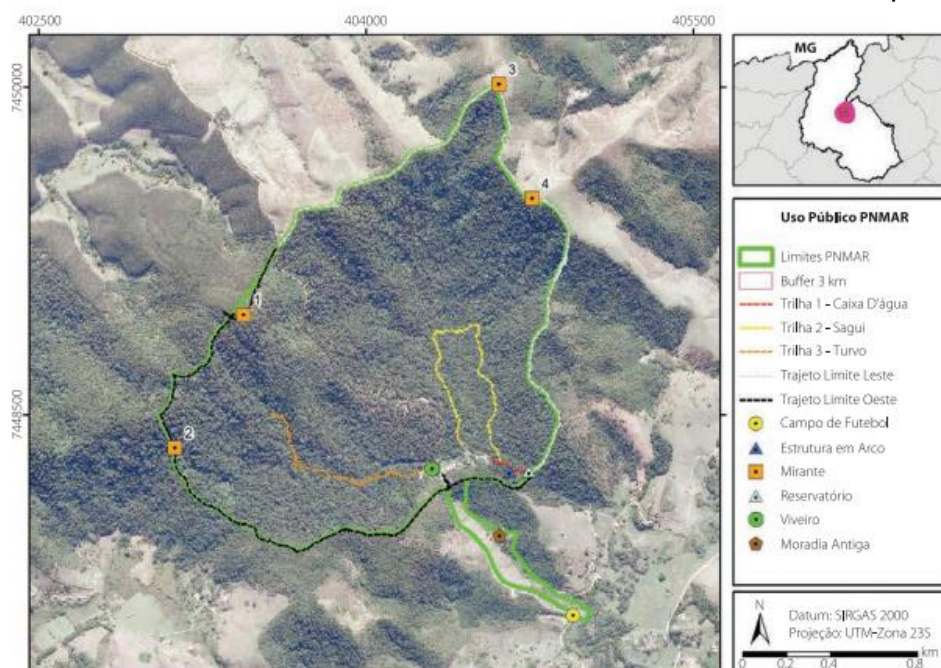 402500
404000
405500
7450000
7448500
3
4
1
2
MG
Uso Público PNMAR
Limites PNMAR
Buffer 3 km
Trilha 1 - Caixa D'água
Trilha 2 - Sagui
Trilha 3 - Turvo
Trajeto Limite Leste
Trajeto Limite Oeste
Campo de Futebol
Estrutura em Arco
Mirante
Reservatório
Viveiro
Moradia Antiga
N
Datum: SIRGAS 2000
Projeção: UTM-Zona 23S
km
0 0,2 0,4 0,8